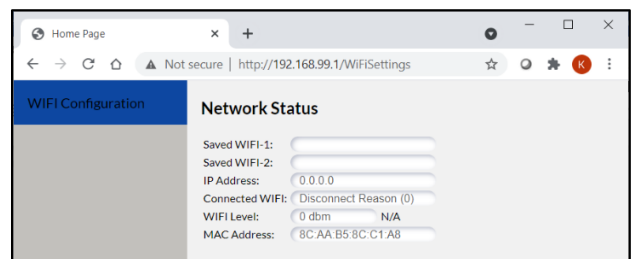 Home Page
Not secure | http://192.168.99.1/WiFiSettings
K
WIFI Configuration
Network Status
Saved WIFI-1:
Saved WIFI-2:
IP Address: 0.0.0.0
Connected WIFI: Disconnect Reason (0)
WIFI Level: 0 dbm N/A
MAC Address: 8C:AA:B5:8C:C1:A8